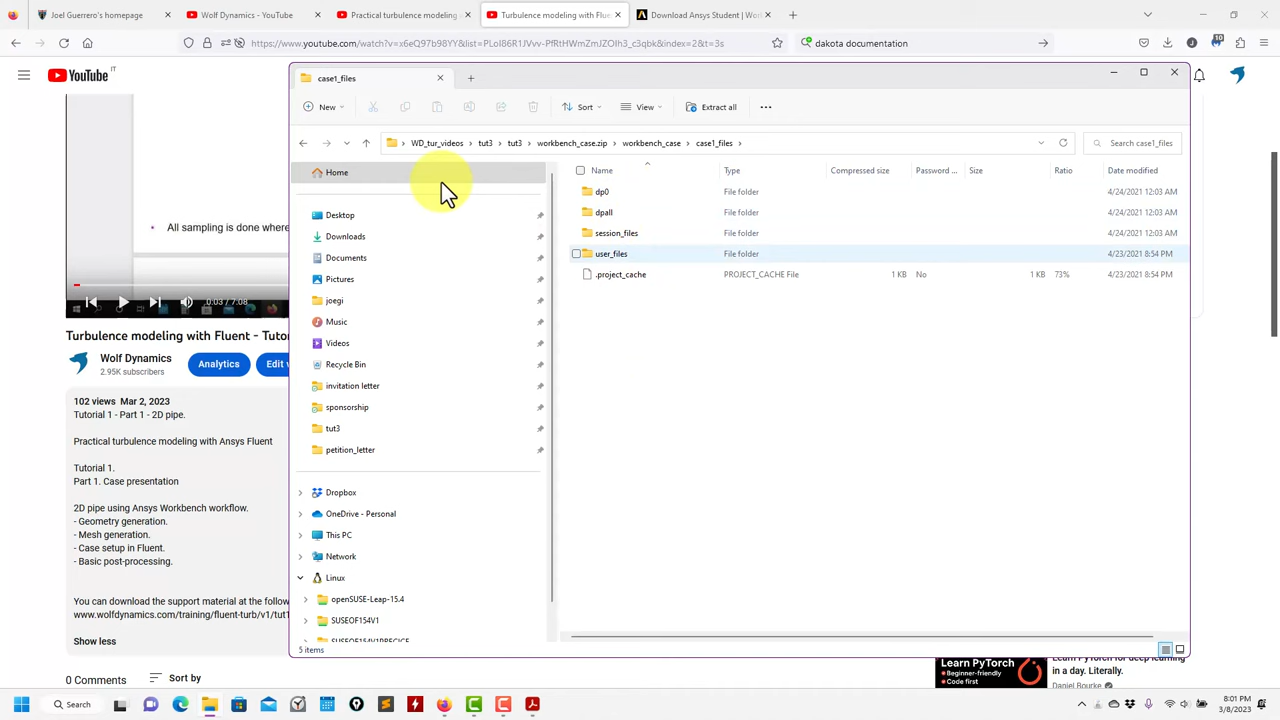 Joel Guerrero's homepage
Wolf Dynamics - YouTube
Practical turbulence modeling
Turbulence modeling with Flue
Download Ansys Student | Wor
https://www.youtube.com/watch?v=x6eQ97b98YY&list=PLoI86R1JVvv-PfRtHWmZmJZOIh3_c3qbk&index=2&t=3s
dakota documentation
10
YouTube IT
case1_files
New
Sort
View
Extract all
WD_tur_videos
tut3
tut3
workbench_case.zip
workbench_case
case1_files
Search case1_files
Home
Desktop
Downloads
Documents
Pictures
joegi
Music
Videos
Recycle Bin
invitation letter
sponsorship
tut3
petition_letter
Dropbox
OneDrive - Personal
This PC
Network
Linux
openSUSE-Leap-15.4
SUSEOF154V1
SUSEOF154V1PRECICE
5 items
Name Type Compressed size Password ... Size Ratio Date modified
dp0 File folder 4/24/2021 12:03 AM
dpall File folder 4/24/2021 12:03 AM
session_files File folder 4/24/2021 12:03 AM
user_files File folder 4/23/2021 8:54 PM
.project_cache PROJECT_CACHE File 1 KB No 1 KB 73% 4/23/2021 8:54 PM
All sampling is done where
0:03 / 7:08
Turbulence modeling with Fluent - Tutor
Wolf Dynamics
2.95K subscribers
Analytics
Edit v
102 views Mar 2, 2023
Tutorial 1 - Part 1 - 2D pipe.
Practical turbulence modeling with Ansys Fluent
Tutorial 1.
Part 1. Case presentation
2D pipe using Ansys Workbench workflow.
- Geometry generation.
- Mesh generation.
- Case setup in Fluent.
- Basic post-processing.
You can download the support material at the follow
www.wolfdynamics.com/training/fluent-turb/v1/tut1
Show less
0 Comments
Sort by
Learn PyTorch
Beginner-friendly
Code first
Learn PyTorch for deep learning
in a day. Literally.
Daniel Bourke
Search
8:01 PM
3/8/2023